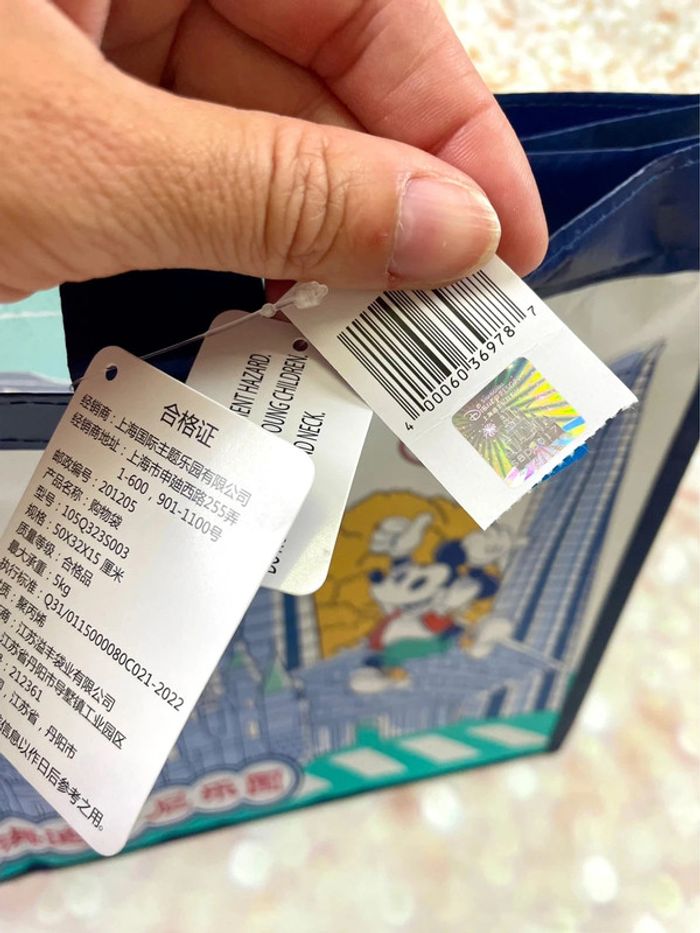 合格证
经销商：上海国际主题乐园有限公司
经销商地址：上海市申迪西路255弄
1-600，901-1100号
邮政编号：201205
产品名称：购物袋
型号：105Q323S003
规格：50X32X15 厘米
质量等级：合格品
最大承重：5kg
执行标准：Q31/0115000080C021-2022
质：聚丙烯
商：江苏溢丰袋业有限公司
江苏省丹阳市导墅镇工业园区
：212361
，江苏省，丹阳市
信息以作日后参考之用。
ENT HAZARD.
OUNG CHILDREN.
D NECK.
4 00060 36978 7
乐园